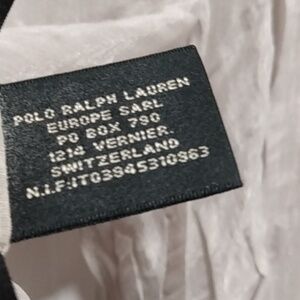 POLO RALPH LAUREN
EUROPE SARL
PO BOX 790
1214 VERNIER.
SWITZERLAND
N.I.F:IT03945310963